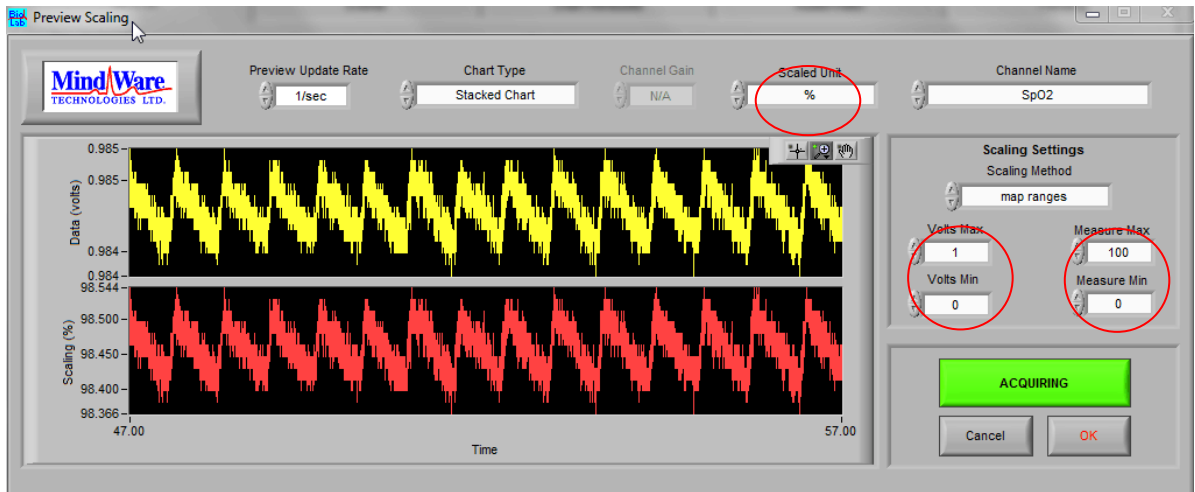 Bio Lab
Preview Scaling
MindWare
TECHNOLOGIES LTD.
Preview Update Rate
1/sec
Chart Type
Stacked Chart
Channel Gain
N/A
Scaled Unit
%
Channel Name
SpO2
Data (volts)
0.985
0.985
0.984
0.984
Scaling (%)
98.544
98.500
98.450
98.400
98.366
47.00
57.00
Time
Scaling Settings
Scaling Method
map ranges
Volts Max
Measure Max
1
100
Volts Min
Measure Min
0
0
ACQUIRING
Cancel
OK